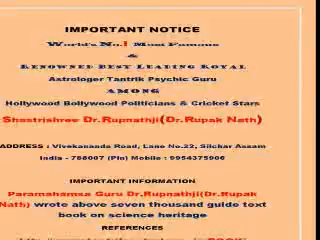 IMPORTANT NOTICE
World's No.1 Most Famous
&
Renowned Best Leading Royal
Astrologer Tantrik Psychic Guru
AMONG
Hollywood Bollywood Politicians & Cricket Stars
Shastrishree Dr.Rupnathji(Dr.Rupak Nath)
ADDRESS : Vivekananda Road, Lane No.22, Silchar Assam
India - 788007 (Pin) Mobile : 9954375906
IMPORTANT INFORMATION
Paramahamsa Guru Dr.Rupnathji(Dr.Rupak
Nath) wrote above seven thousand guide text
book on science heritage
REFERENCES